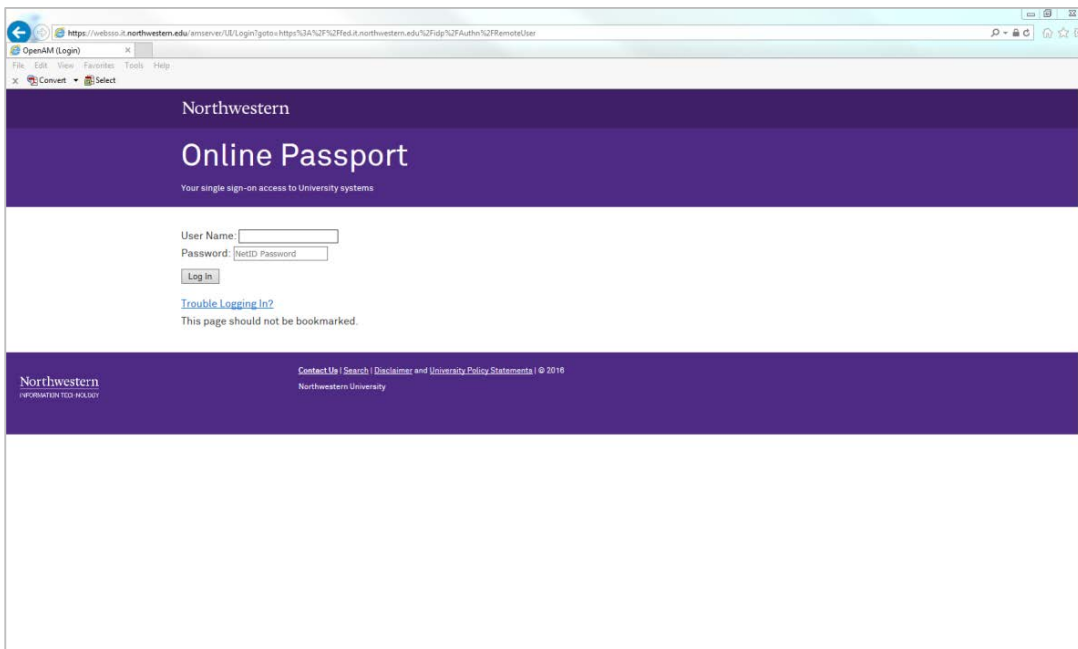 https://websso.it.northwestern.edu/amserver/UI/Login?goto=https%3A%2F%2Ffed.it.northwestern.edu%2Fidp%2FAuthn%2FRemoteUser
OpenAM (Login)
File Edit View Favorites Tools Help
x Convert Select
Northwestern
Online Passport
Your single sign-on access to University systems
User Name:
Password: NetID Password
Log In
Trouble Logging In?
This page should not be bookmarked.
Contact Us | Search | Disclaimer and University Policy Statements | © 2016
Northwestern
Northwestern University
INFORMATION TECHNOLOGY